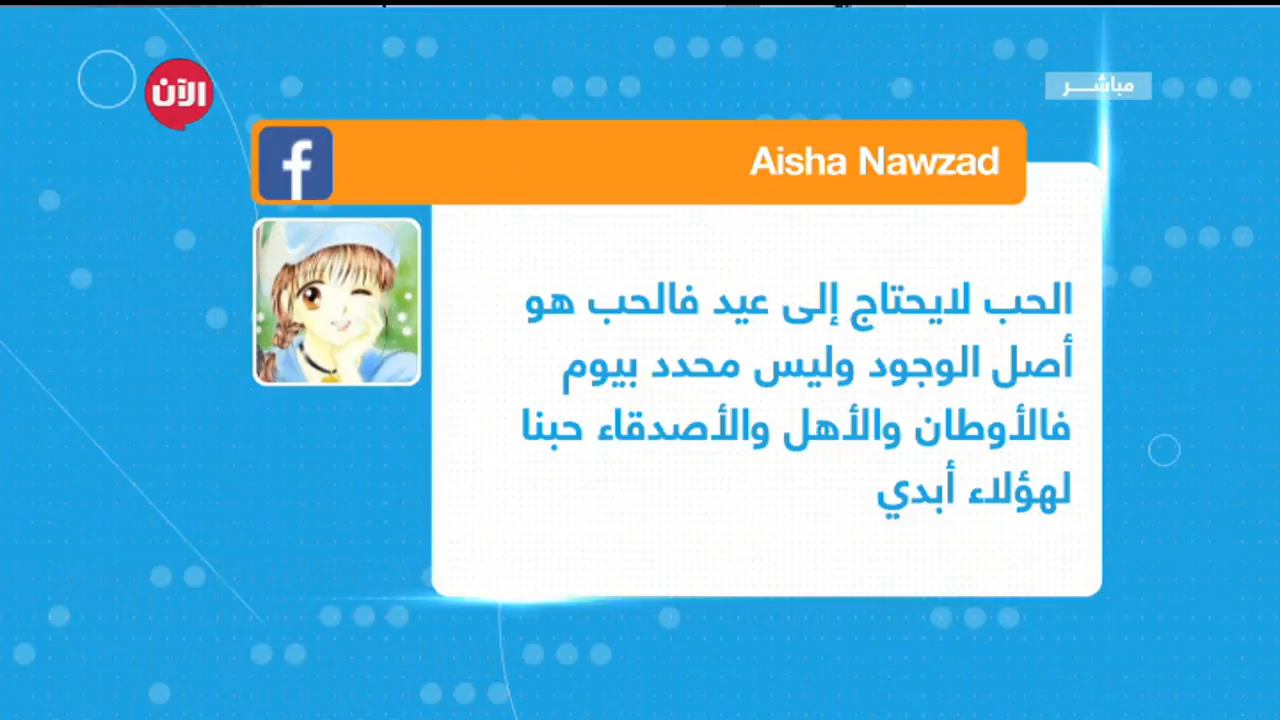 الآن
مباشر
Aisha Nawzad
الحب لايحتاج إلى عيد فالحب هو
أصل الوجود وليس محدد بيوم
فالأوطان والأهل والأصدقاء حبنا
لهؤلاء أبدي